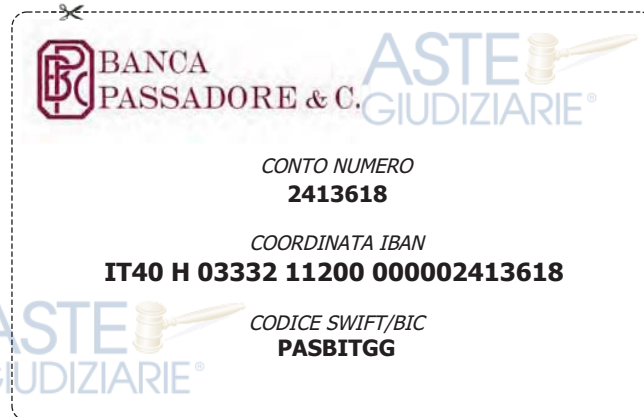 BANCA
PASSADORE & C.
ASTE
GIUDIZIARIE®
CONTO NUMERO
2413618
COORDINATA IBAN
IT40 H 03332 11200 000002413618
CODICE SWIFT/BIC
PASBITGG
ASTE
GIUDIZIARIE®